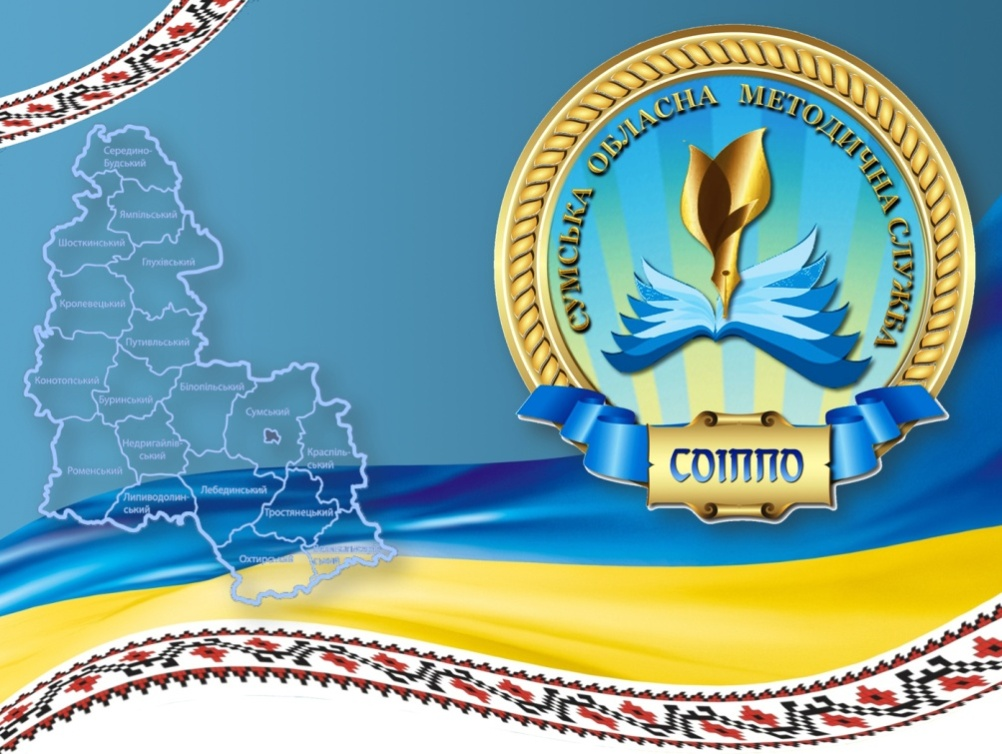 СУМСЬКА ОБЛАСНА МЕТОДИЧНА СЛУЖБА
СОІППО
Середино-
Будський
Ямпільський
Шосткинський
Глухівський
Кролевецький
Путивльський
Конотопський
Білопільський
Буринський
Сумський
Недригайлів-
ський
Краспіль-
ський
Роменський
Лебединський
Липиводолин-
ський
Тростянецький
Охтирський